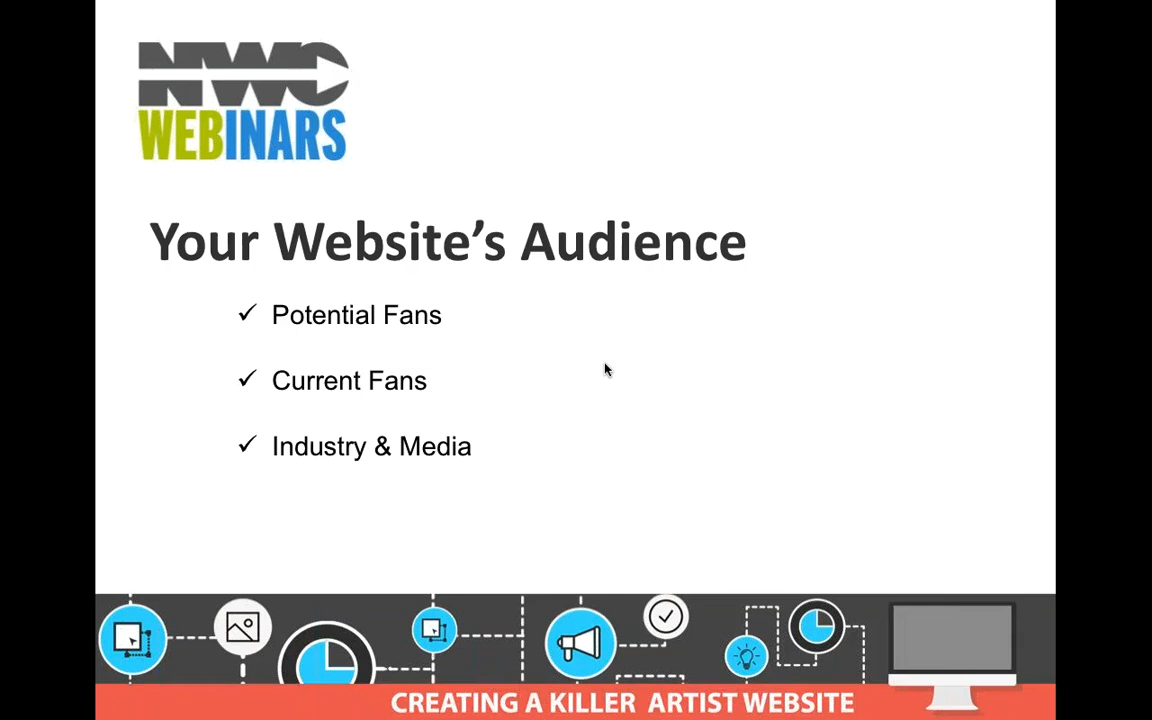 NWC
WEBINARS
Your Website’s Audience
✓ Potential Fans
✓ Current Fans
✓ Industry & Media
CREATING A KILLER ARTIST WEBSITE